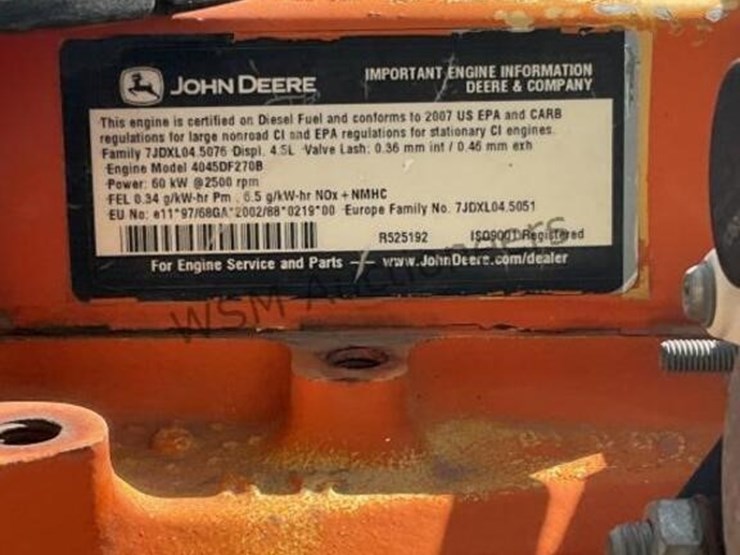 JOHN DEERE
IMPORTANT ENGINE INFORMATION
DEERE & COMPANY
This engine is certified on Diesel Fuel and conforms to 2007 US EPA and CARB
regulations for large nonroad CI and EPA regulations for stationary CI engines.
Family 7JDXL04.5076 Displ. 4.5L Valve Lash: 0.36 mm int / 0.46 mm exh
Engine Model 4045DF270B
Power: 60 kW @2500 rpm
FEL 0.34 g/kW-hr Pm , 6.5 g/kW-hr NOx + NMHC
EU No: e11*97/68GA*2002/88*0219*00 Europe Family No. 7JDXL04.5051
R525192 ISO9001 Registered
For Engine Service and Parts — www.JohnDeere.com/dealer
WSM Auctioneers